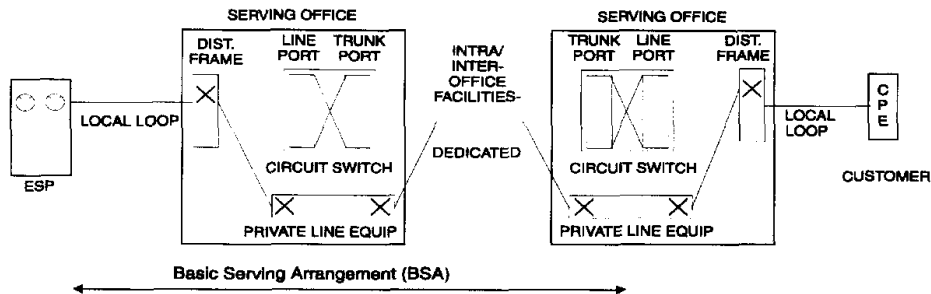 SERVING OFFICE
SERVING OFFICE
DIST.
FRAME
LINE
PORT
TRUNK
PORT
INTRA/
INTER-
OFFICE
FACILITIES-
DEDICATED
TRUNK
PORT
LINE
PORT
DIST.
FRAME
LOCAL LOOP
LOCAL
LOOP
C
P
E
ESP
CIRCUIT SWITCH
CIRCUIT SWITCH
CUSTOMER
PRIVATE LINE EQUIP
PRIVATE LINE EQUIP
Basic Serving Arrangement (BSA)